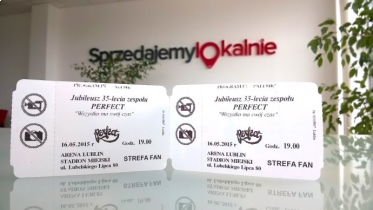 Sprzedajemylokalnie
Jubileusz 35-lecia zespołu
PERFECT
"Wszystko ma swój czas"
Perfect
16.05.2015 r Godz. 19.00
ARENA LUBLIN
STADION MIEJSKI
ul. Lubelskiego Lipca 80
STREFA FAN
Jubileusz 35-lecia zespołu
PERFECT
"Wszystko ma swój czas"
Perfect
16.05.2015 r Godz. 19.00
ARENA LUBLIN
STADION MIEJSKI
ul. Lubelskiego Lipca 80
STREFA FAN